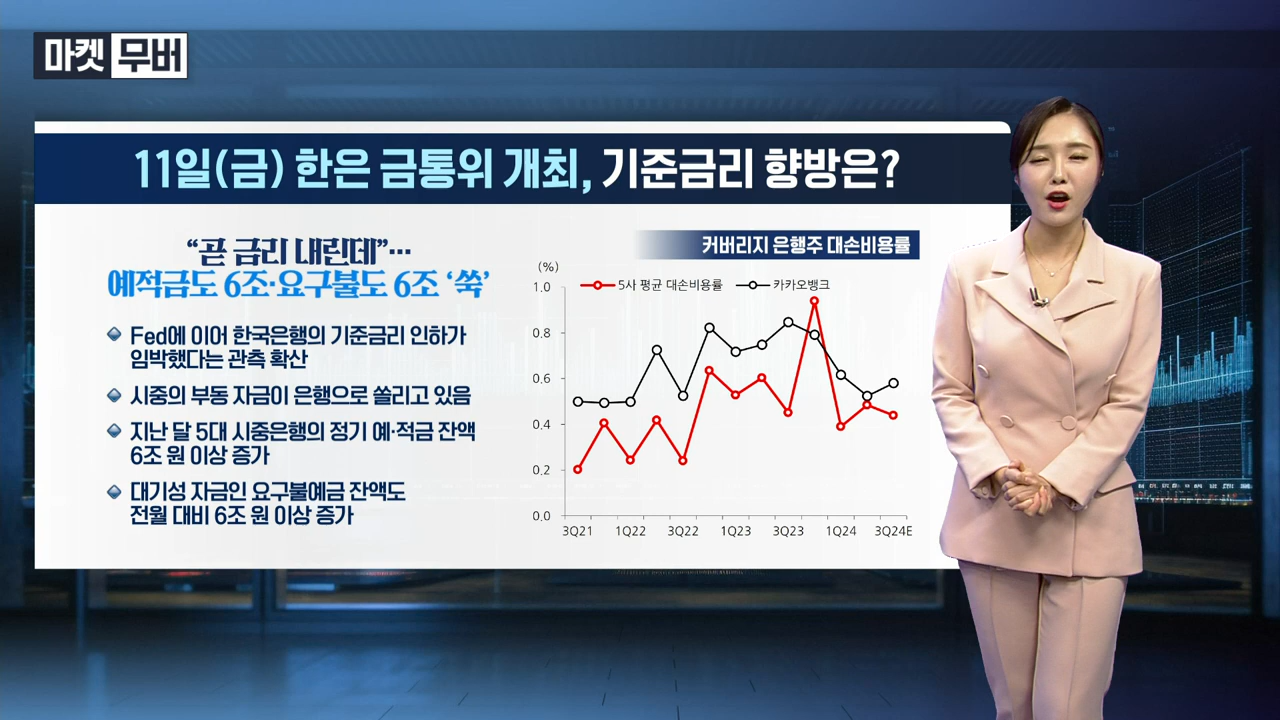 마켓무버
11일(금) 한은 금통위 개최, 기준금리 향방은?
“곧 금리 내린데”…
예적금도 6조·요구불도 6조 ‘쑥’
Fed에 이어 한국은행의 기준금리 인하가
임박했다는 관측 확산
시중의 부동 자금이 은행으로 쏠리고 있음
지난 달 5대 시중은행의 정기 예·적금 잔액
6조 원 이상 증가
대기성 자금인 요구불예금 잔액도
전월 대비 6조 원 이상 증가
커버리지 은행주 대손비용률
(%)
5사 평균 대손비용률 카카오뱅크
1.0
0.8
0.6
0.4
0.2
0.0
3Q21 1Q22 3Q22 1Q23 3Q23 1Q24 3Q24E